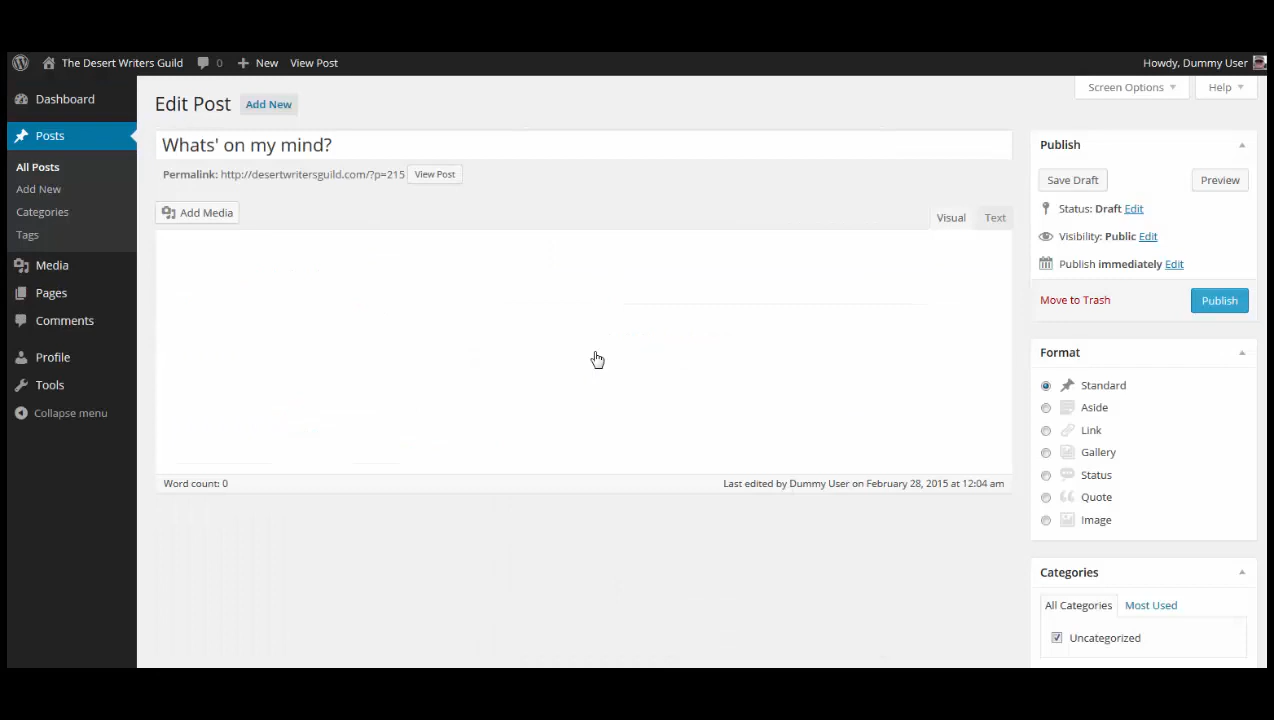 The Desert Writers Guild 0 New View Post Howdy, Dummy User
Dashboard
Posts
All Posts
Add New
Categories
Tags
Media
Pages
Comments
Profile
Tools
Collapse menu
Screen Options Help
Edit Post Add New
Whats' on my mind?
Permalink: http://desertwritersguild.com/?p=215 View Post
Add Media
Visual Text
Word count: 0 Last edited by Dummy User on February 28, 2015 at 12:04 am
Publish
Save Draft Preview
Status: Draft Edit
Visibility: Public Edit
Publish immediately Edit
Move to Trash Publish
Format
Standard
Aside
Link
Gallery
Status
Quote
Image
Categories
All Categories Most Used
Uncategorized